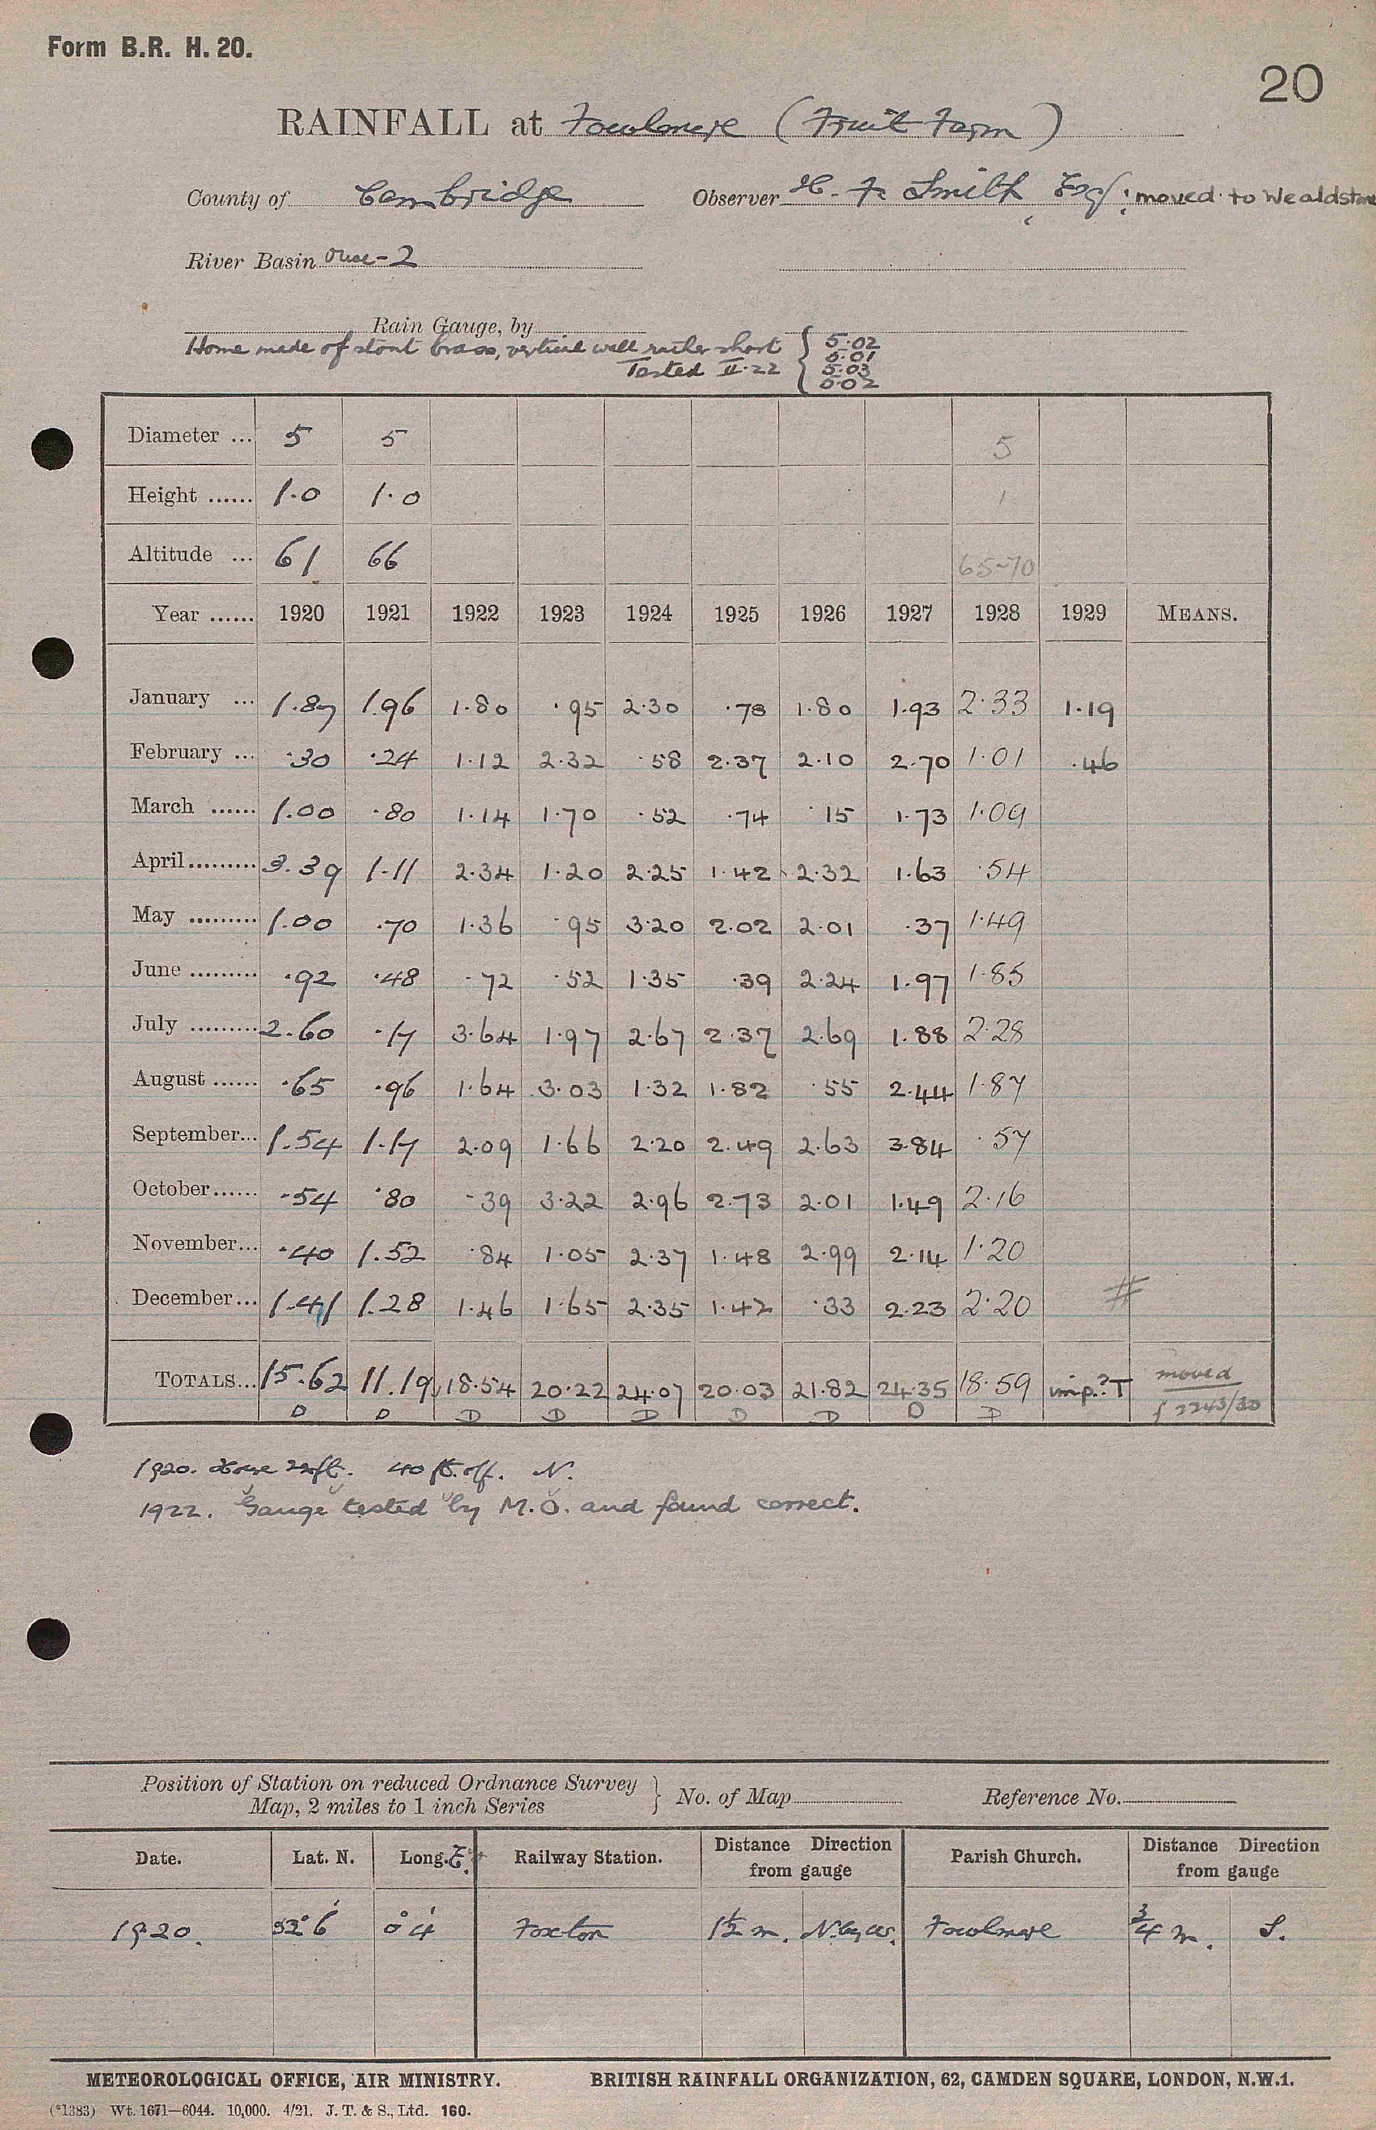 Form B.R. H. 20.
20
RAINFALL at Fowlmere (Fruit Farm)
County of Cambridge Observer H. F. Smith, Esq; moved to Wealdstone
River Basin Ouse-2
Rain Gauge, by
Home made of stout brass, vertical wall rather short { 5.02
Tested II.22 5.01
5.03
5.02
Diameter ... 5 5 5
Height ...... 1.0 1.0 1
Altitude ... 61 66 65-70
Year ...... 1920 1921 1922 1923 1924 1925 1926 1927 1928 1929 MEANS.
January ... 1.87 1.96 1.80 .95 2.30 .78 1.80 1.93 2.33 1.19
February ... .30 .24 1.12 2.32 .58 2.37 2.10 2.70 1.01 .46
March ...... 1.00 .80 1.14 1.70 .52 .74 .15 1.73 1.09
April......... 3.39 1.11 2.34 1.20 2.25 1.42 2.32 1.63 .54
May ......... 1.00 .70 1.36 .95 3.20 2.02 2.01 .37 1.49
June ......... .92 .48 .72 .52 1.35 .39 2.24 1.97 1.85
July ......... 2.60 .17 3.64 1.97 2.67 2.37 2.69 1.88 2.28
August ...... .65 .96 1.64 3.03 1.32 1.82 .55 2.44 1.87
September... 1.54 1.17 2.09 1.66 2.20 2.49 2.63 3.84 .57
October...... .54 .80 .39 3.22 2.96 2.73 2.01 1.49 2.16
November... .40 1.52 .84 1.05 2.37 1.48 2.99 2.14 1.20
December... 1.41 1.28 1.46 1.65 2.35 1.42 .33 2.23 2.20 #
TOTALS... 15.62 11.19 18.54 20.22 24.07 20.03 21.82 24.35 18.59 imp.?T moved
D D D D D D D D D 2243/30
1920. House 22ft. 40 ft. off. N.
1922. Gauge tested by M.O. and found correct.
Position of Station on reduced Ordnance Survey
Map, 2 miles to 1 inch Series } No. of Map Reference No.
Date. Lat. N. Long. E. Railway Station. Distance Direction from gauge Parish Church. Distance Direction from gauge
1920. 52° 6' 0° 4' Foxton 1½ m. N. by W. Fowlmere ¾ m. S.
METEOROLOGICAL OFFICE, AIR MINISTRY. BRITISH RAINFALL ORGANIZATION, 62, CAMDEN SQUARE, LONDON, N.W.1.
(*1383) Wt. 1671—6044. 10,000. 4/21. J. T. & S., Ltd. 160.